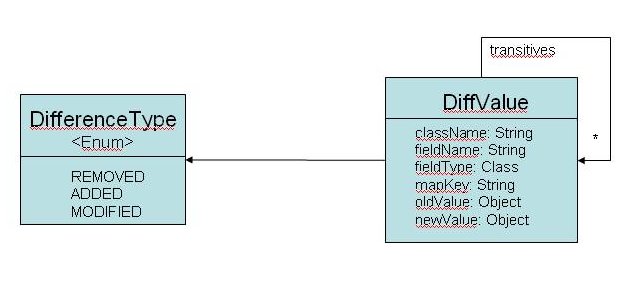 transitives
DifferenceType
<Enum>
REMOVED
ADDED
MODIFIED
DiffValue
className: String
fieldName: String
fieldType: Class
mapKey: String
oldValue: Object
newValue: Object
*